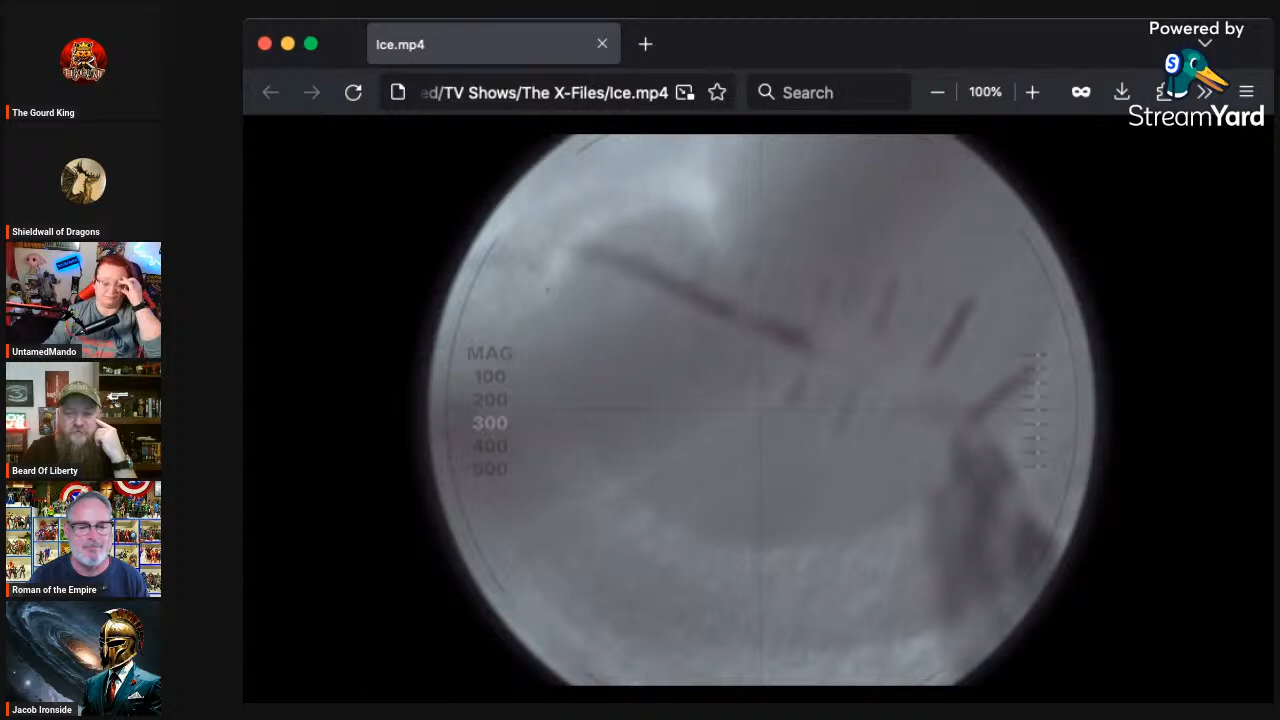 The Gourd King
Shieldwall of Dragons
UntamedMando
Beard Of Liberty
Roman of the Empire
Jacob Ironside
Ice.mp4
ed/TV Shows/The X-Files/Ice.mp4
Search
100%
Powered by
S
StreamYard
MAG
100
200
300
400
500